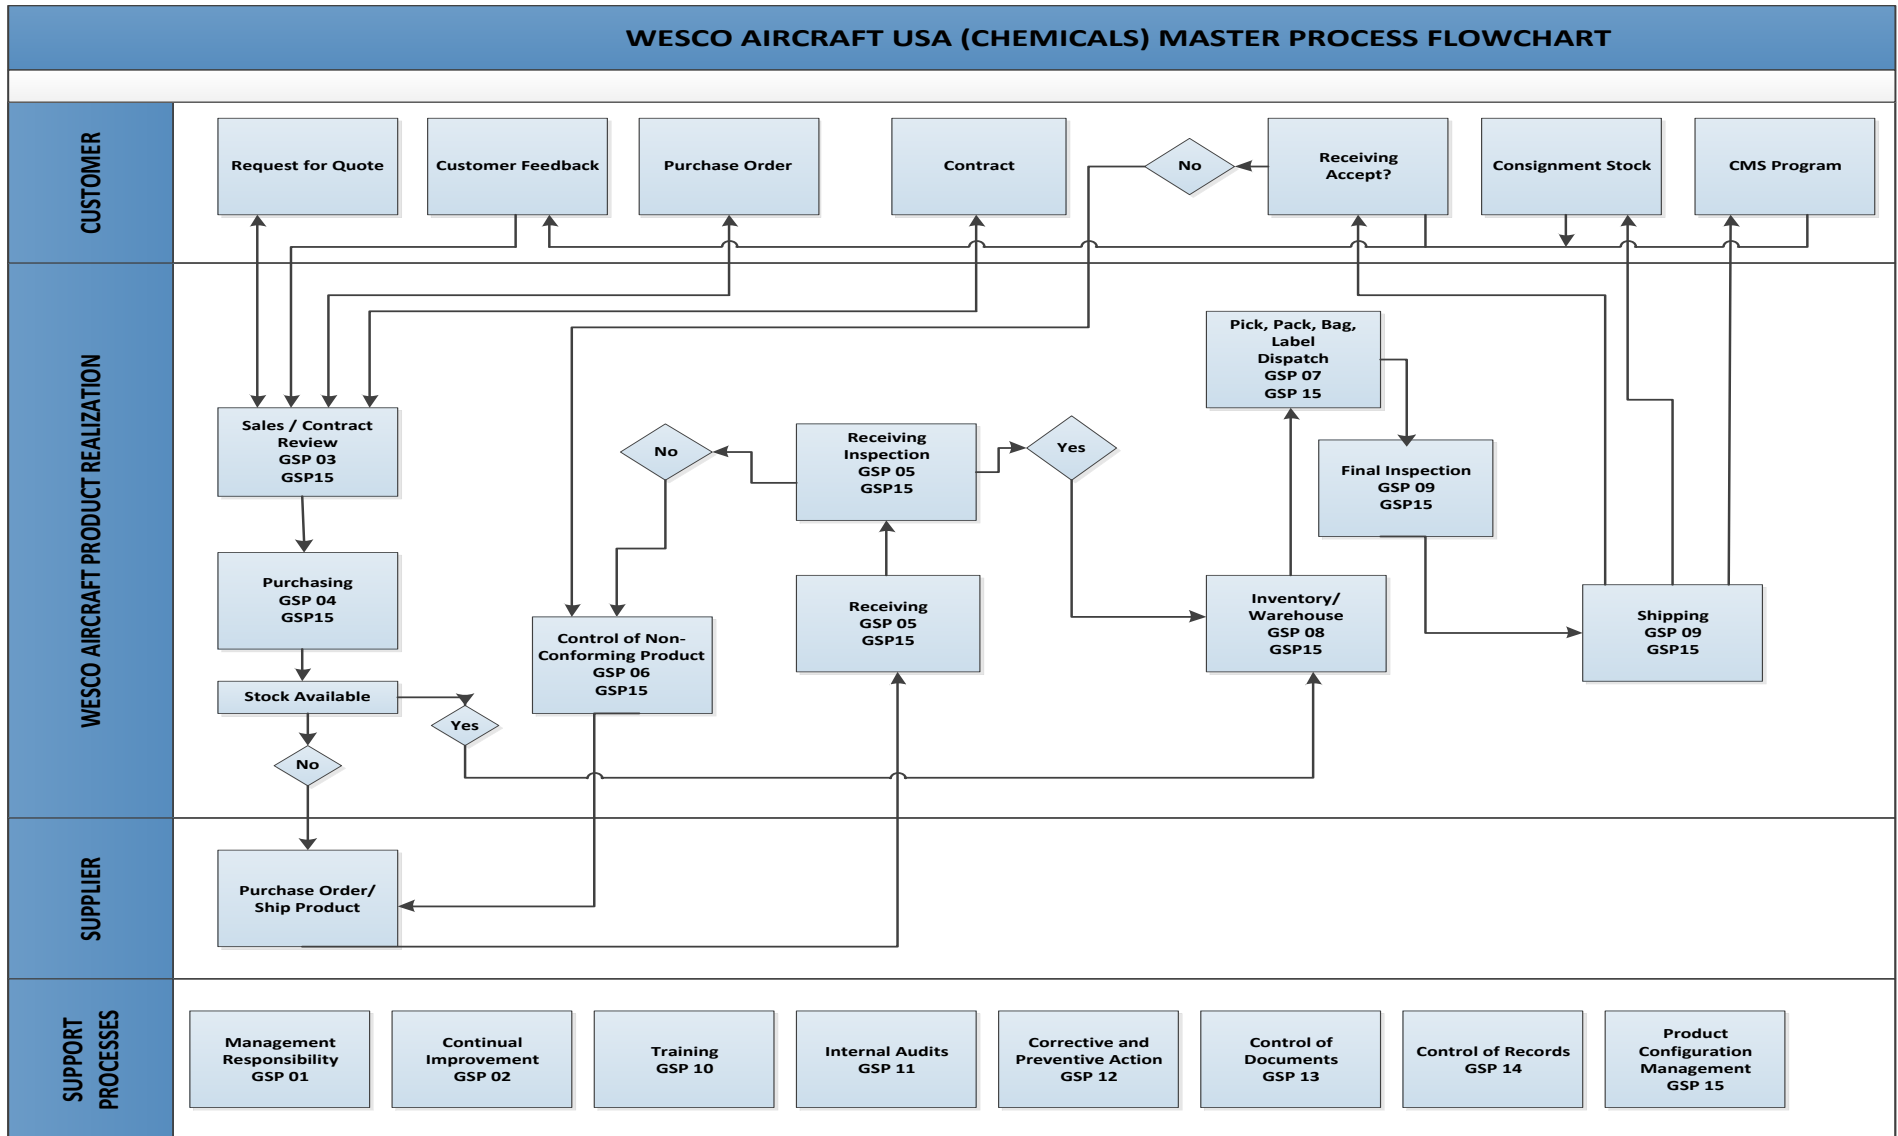 WESCO AIRCRAFT USA (CHEMICALS) MASTER PROCESS FLOWCHART
CUSTOMER
Request for Quote
Customer Feedback
Purchase Order
Contract
No
Receiving
Accept?
Consignment Stock
CMS Program
WESCO AIRCRAFT PRODUCT REALIZATION
Sales / Contract
Review
GSP 03
GSP15
Purchasing
GSP 04
GSP15
Stock Available
Yes
No
Control of Non-
Conforming Product
GSP 06
GSP15
No
Receiving
Inspection
GSP 05
GSP15
Yes
Receiving
GSP 05
GSP15
Pick, Pack, Bag,
Label
Dispatch
GSP 07
GSP 15
Final Inspection
GSP 09
GSP15
Inventory/
Warehouse
GSP 08
GSP15
Shipping
GSP 09
GSP15
SUPPLIER
Purchase Order/
Ship Product
SUPPORT
PROCESSES
Management
Responsibility
GSP 01
Continual
Improvement
GSP 02
Training
GSP 10
Internal Audits
GSP 11
Corrective and
Preventive Action
GSP 12
Control of
Documents
GSP 13
Control of Records
GSP 14
Product
Configuration
Management
GSP 15